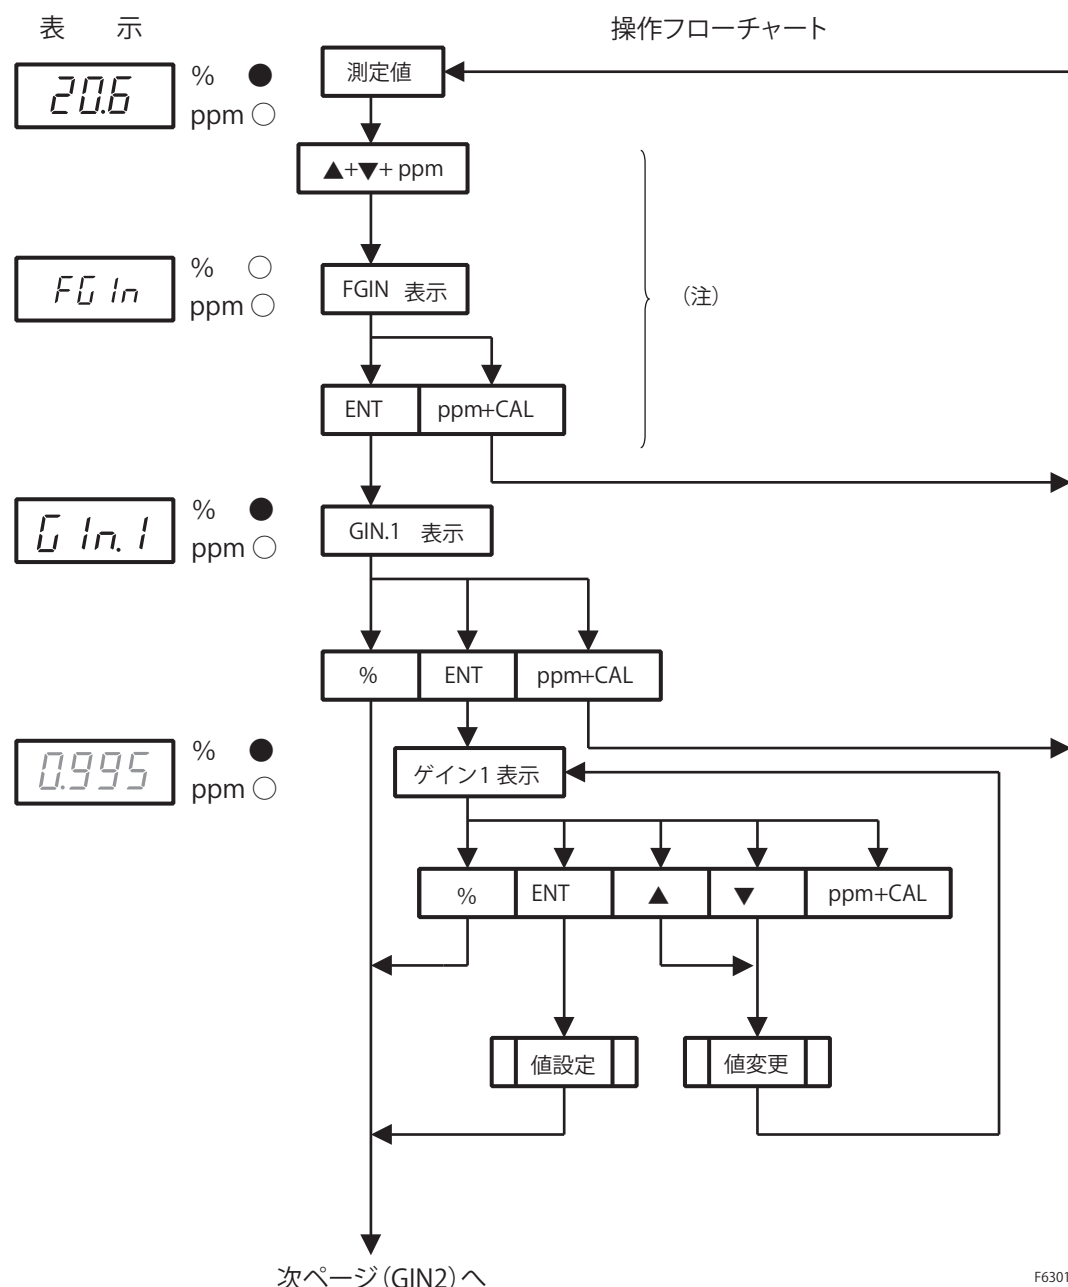 表 示
操作フローチャート
20.6
%
ppm
測定値
▲+▼+ ppm
FGIn
%
ppm
FGIN 表示
(注)
ENT
ppm+CAL
GIn.1
%
ppm
GIN.1 表示
%
ENT
ppm+CAL
0.995
%
ppm
ゲイン1 表示
%
ENT
▲
▼
ppm+CAL
値設定
値変更
次ページ(GIN2)へ
F6301